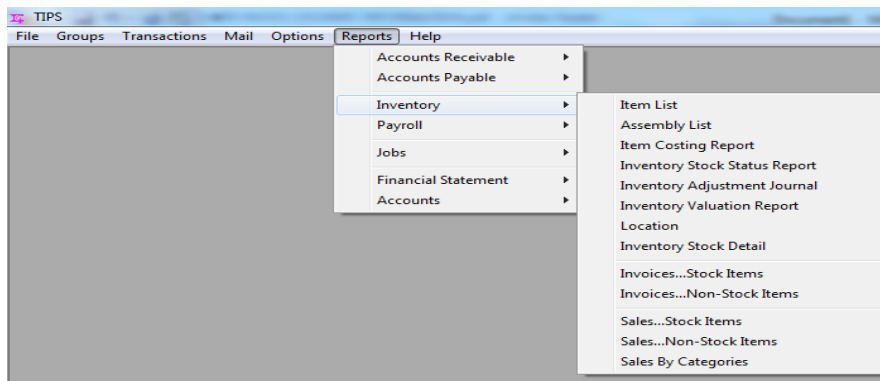 TIPS
File Groups Transactions Mail Options Reports Help
Accounts Receivable
Accounts Payable
Inventory
Payroll
Jobs
Financial Statement
Accounts
Item List
Assembly List
Item Costing Report
Inventory Stock Status Report
Inventory Adjustment Journal
Inventory Valuation Report
Location
Inventory Stock Detail
Invoices...Stock Items
Invoices...Non-Stock Items
Sales...Stock Items
Sales...Non-Stock Items
Sales By Categories